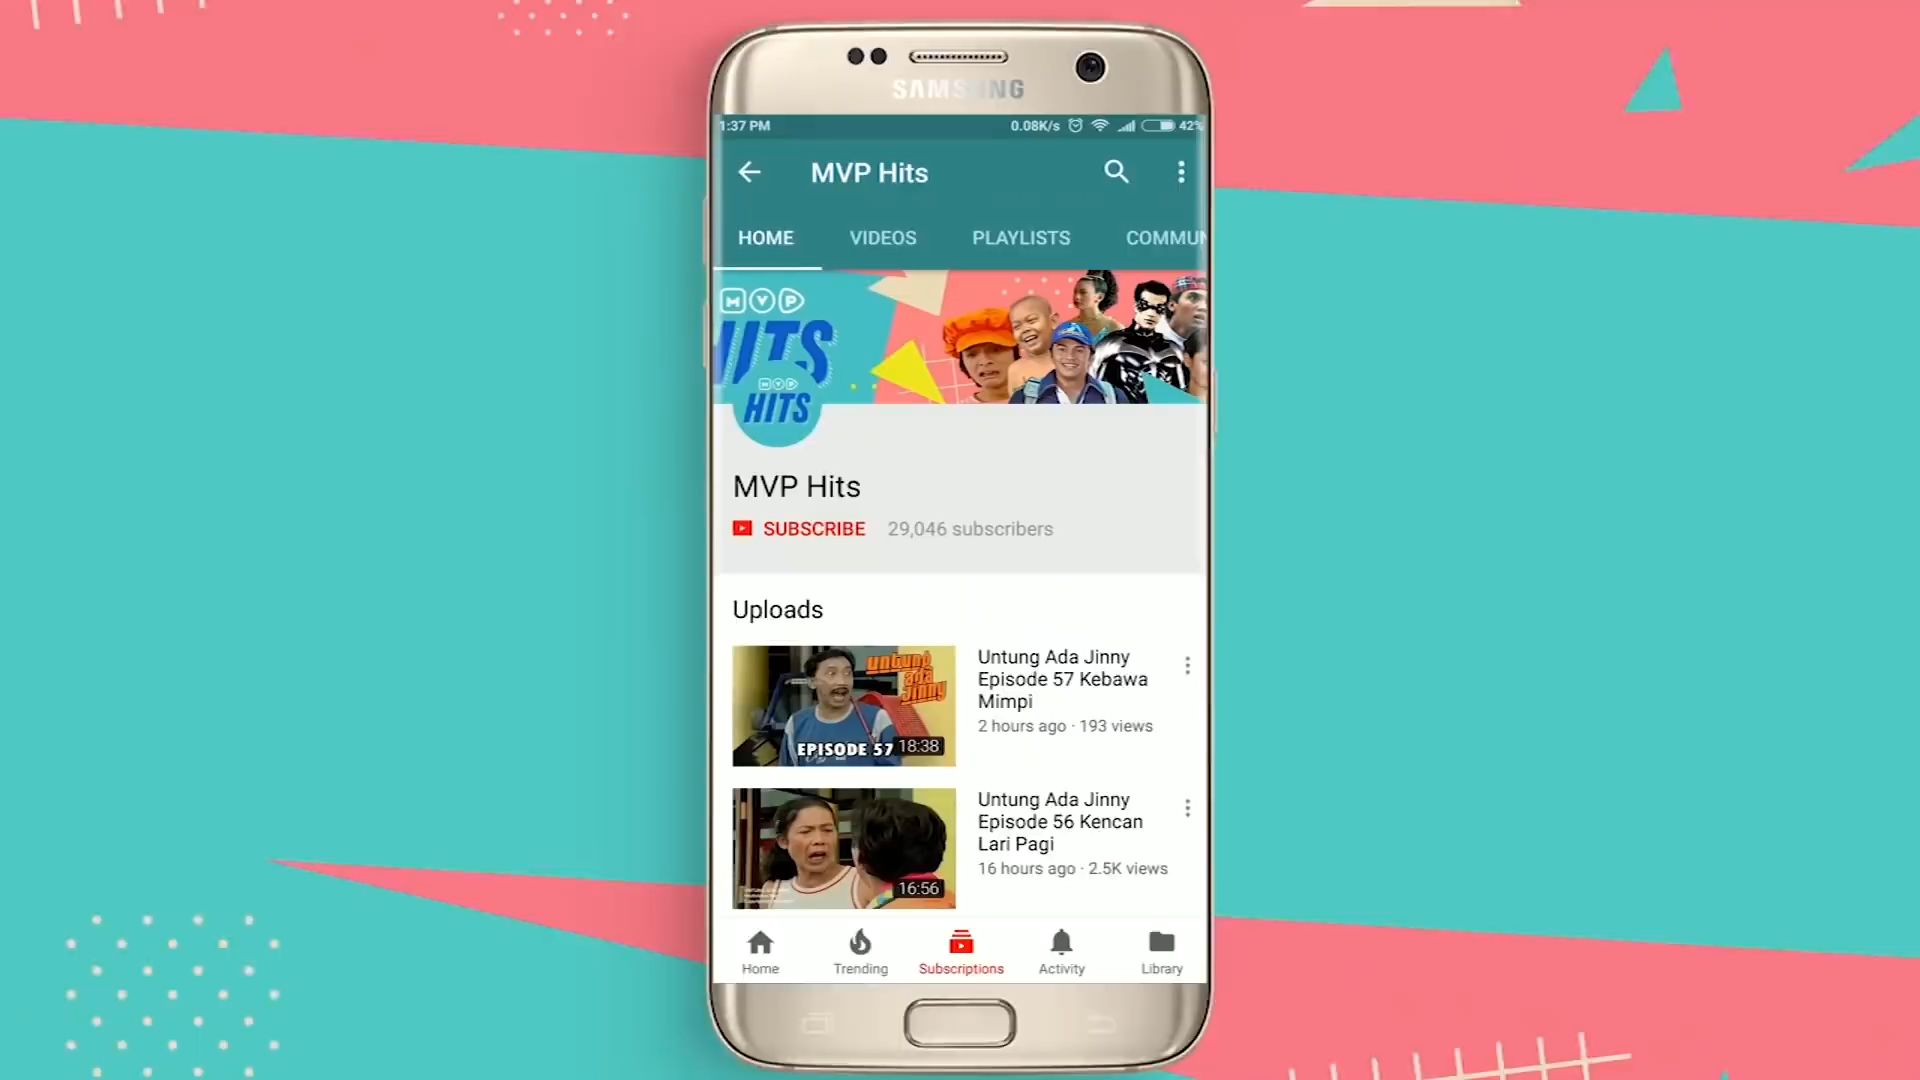 SAMSUNG
1:37 PM 0.08K/s 42%
MVP Hits
HOME VIDEOS PLAYLISTS COMMUN
MVP
HITS
MVP
HITS
MVP Hits
SUBSCRIBE 29,046 subscribers
Uploads
untung
ada
Jinny
EPISODE 57 18:38
Untung Ada Jinny
Episode 57 Kebawa
Mimpi
2 hours ago · 193 views
16:56
Untung Ada Jinny
Episode 56 Kencan
Lari Pagi
16 hours ago · 2.5K views
Home Trending Subscriptions Activity Library